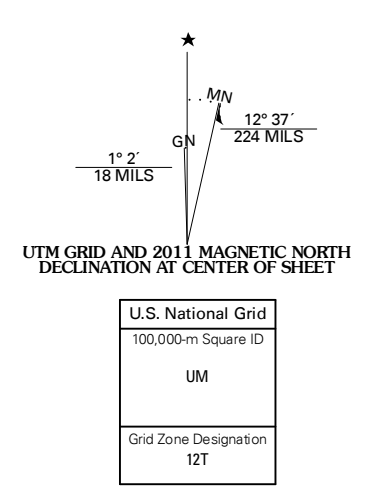 ★
MN
12° 37´
224 MILS
GN
1° 2´
18 MILS
UTM GRID AND 2011 MAGNETIC NORTH
DECLINATION AT CENTER OF SHEET
U.S. National Grid
100,000-m Square ID
UM
Grid Zone Designation
12T